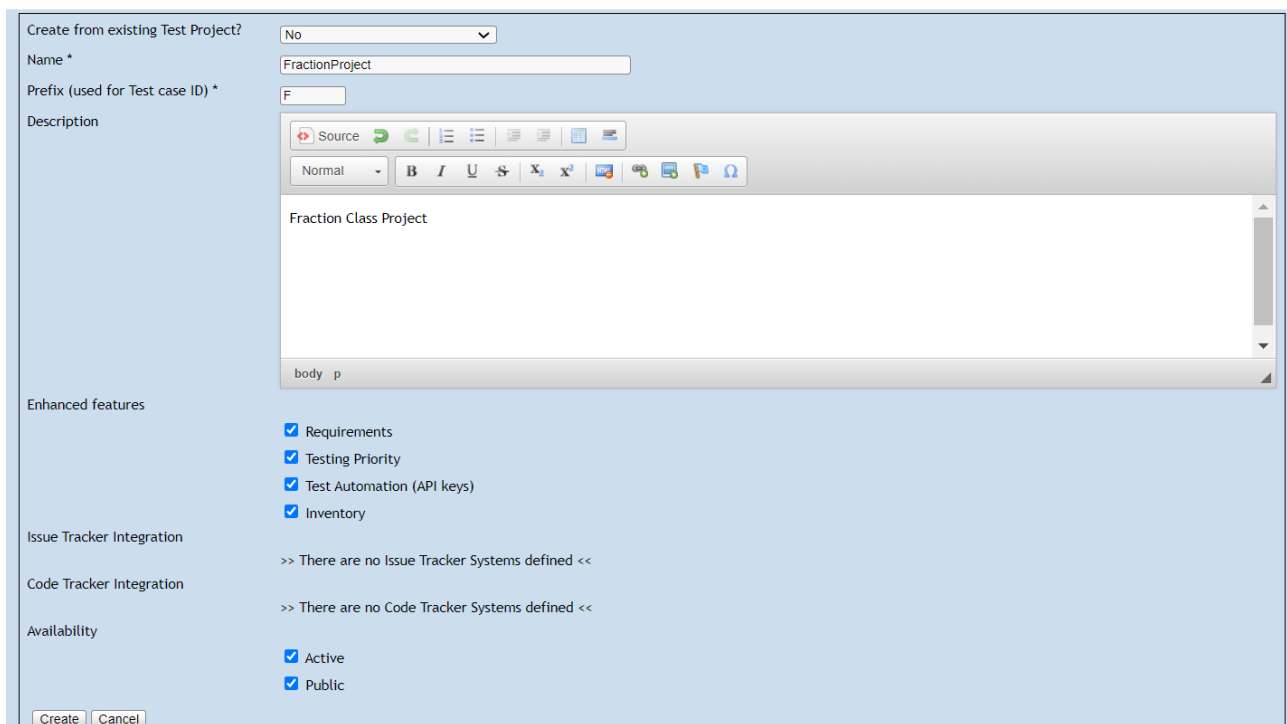 Create from existing Test Project? No
Name * FractionProject
Prefix (used for Test case ID) * F
Description
Source
Normal B I U S X₂ X² Ω
Fraction Class Project
body p
Enhanced features
Requirements
Testing Priority
Test Automation (API keys)
Inventory
Issue Tracker Integration
>> There are no Issue Tracker Systems defined <<
Code Tracker Integration
>> There are no Code Tracker Systems defined <<
Availability
Active
Public
Create Cancel